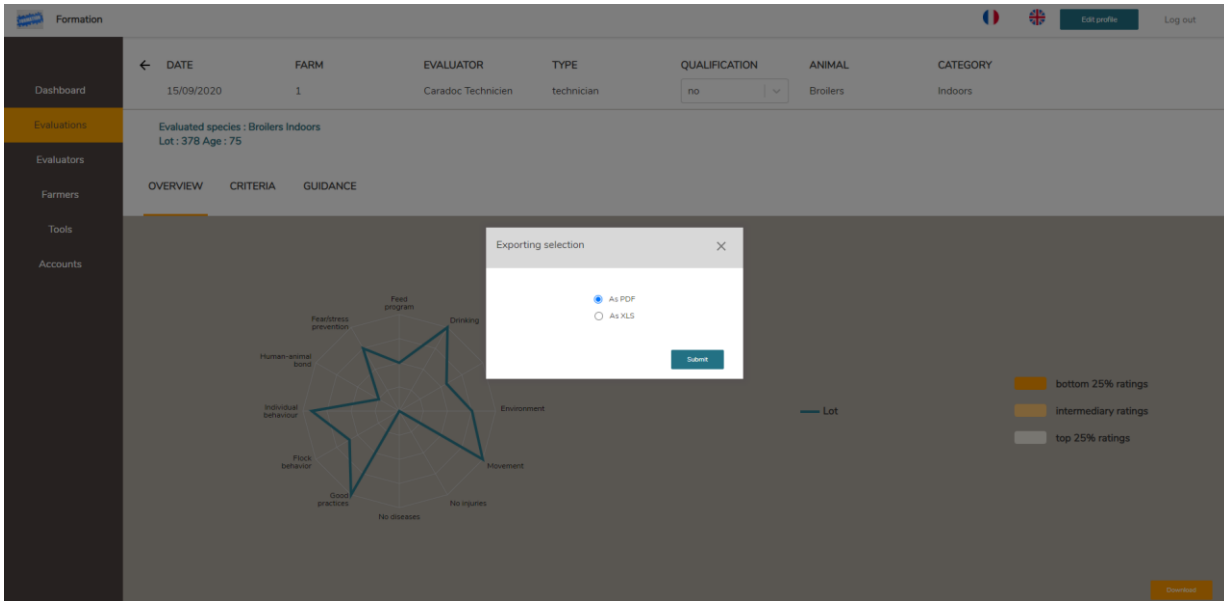 Formation
Edit profile
Log out
Dashboard
Evaluations
Evaluators
Farmers
Tools
Accounts
DATE FARM EVALUATOR TYPE QUALIFICATION ANIMAL CATEGORY
15/09/2020 1 Caradoc Technicien technician no Broilers Indoors
Evaluated species : Broilers Indoors
Lot : 378 Age : 75
OVERVIEW CRITERIA GUIDANCE
Exporting selection
As PDF
As XLS
Submit
Feed
program
Drinking
Environment
Movement
No injuries
No diseases
Good
practices
Flock
behavior
Individual
behaviour
Human-animal
bond
Fear/stress
prevention
Lot
bottom 25% ratings
intermediary ratings
top 25% ratings
Download